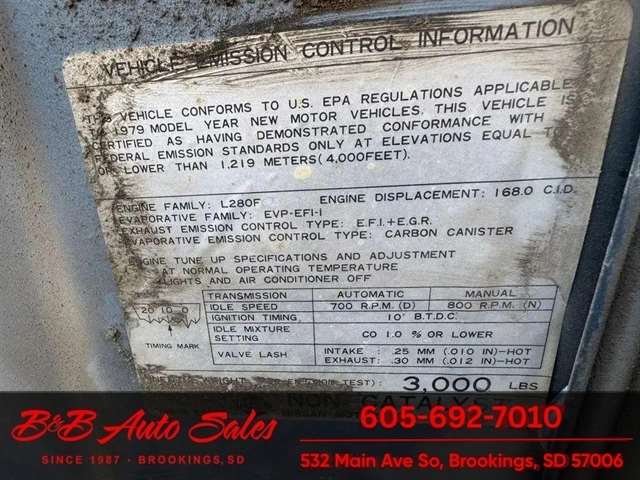 VEHICLE EMISSION CONTROL INFORMATION
THIS VEHICLE CONFORMS TO U.S. EPA REGULATIONS APPLICABLE
TO 1979 MODEL YEAR NEW MOTOR VEHICLES, THIS VEHICLE IS
CERTIFIED AS HAVING DEMONSTRATED CONFORMANCE WITH
FEDERAL EMISSION STANDARDS ONLY AT ELEVATIONS EQUAL TO
OR LOWER THAN 1,219 METERS(4,000FEET).
ENGINE FAMILY: L280F ENGINE DISPLACEMENT: 168.0 C.I.D.
EVAPORATIVE FAMILY: EVP-EFI-1
EXHAUST EMISSION CONTROL TYPE: E.F.I.+E.G.R.
EVAPORATIVE EMISSION CONTROL TYPE: CARBON CANISTER
ENGINE TUNE UP SPECIFICATIONS AND ADJUSTMENT
AT NORMAL OPERATING TEMPERATURE
LIGHTS AND AIR CONDITIONER OFF
TRANSMISSION AUTOMATIC MANUAL
IDLE SPEED 700 R.P.M.(D) 800 R.P.M.(N)
20 10 0
IGNITION TIMING 10° B.T.D.C.
IDLE MIXTURE SETTING CO 1.0 % OR LOWER
TIMING MARK
VALVE LASH INTAKE : .25 MM (.010 IN)-HOT
EXHAUST: .30 MM (.012 IN)-HOT
TEST): 3,000 LBS
NON CATALYST
NISSAN
B&B Auto Sales
SINCE 1987 - BROOKINGS, SD
605-692-7010
532 Main Ave So, Brookings, SD 57006